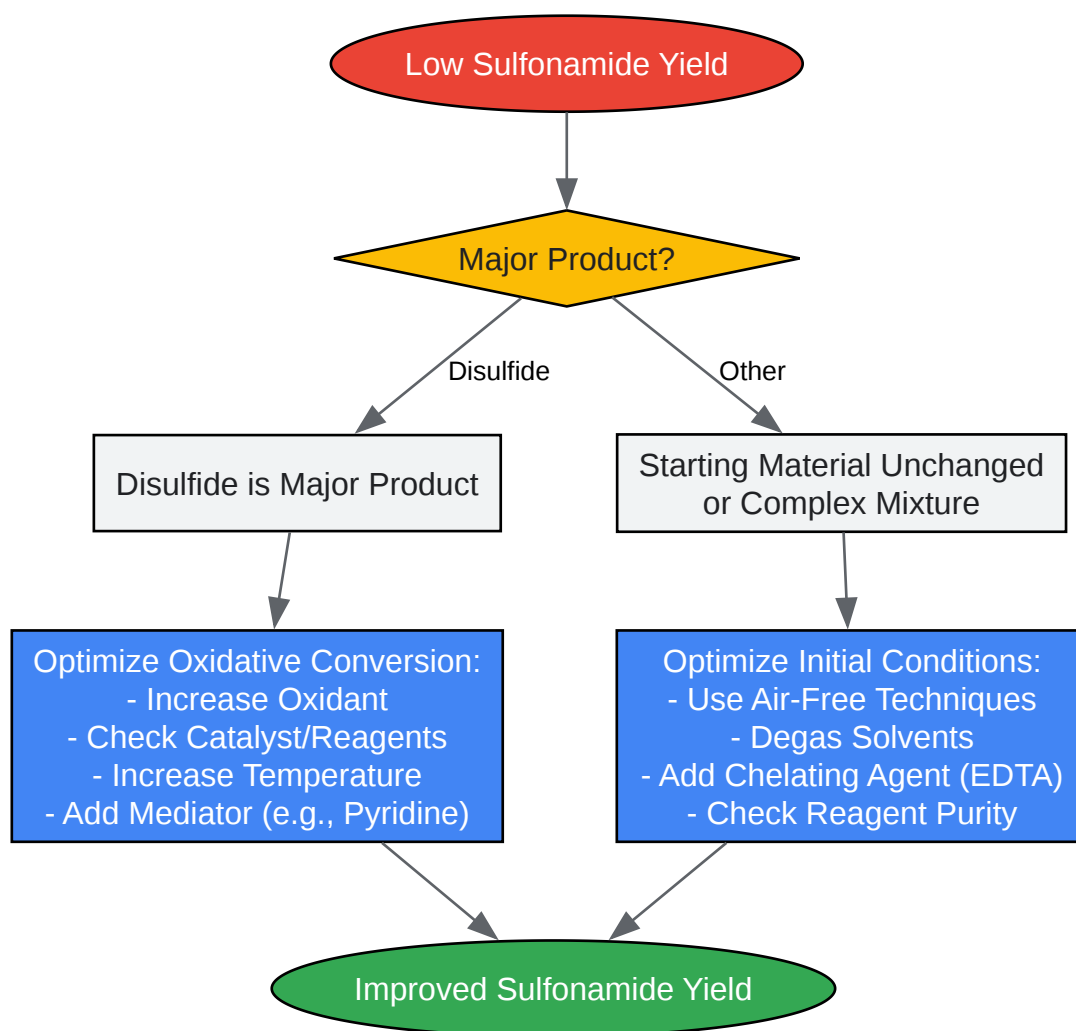 Low Sulfonamide Yield
Major Product?
Disulfide
Other
Disulfide is Major Product
Starting Material Unchanged
or Complex Mixture
Optimize Oxidative Conversion:
- Increase Oxidant
- Check Catalyst/Reagents
- Increase Temperature
- Add Mediator (e.g., Pyridine)
Optimize Initial Conditions:
- Use Air-Free Techniques
- Degas Solvents
- Add Chelating Agent (EDTA)
- Check Reagent Purity
Improved Sulfonamide Yield